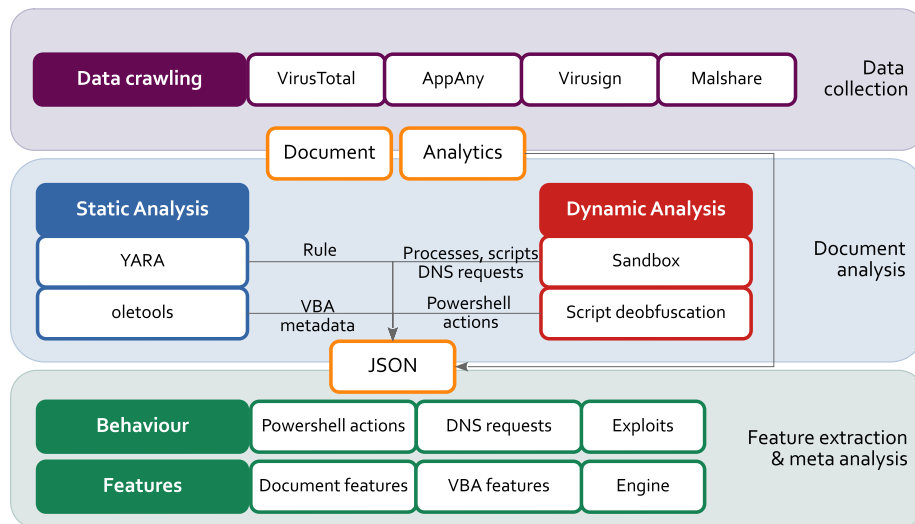 Data crawling
VirusTotal
AppAny
Virusign
Malshare
Data
collection
Document
Analytics
Static Analysis
Dynamic Analysis
YARA
Rule
Processes, scripts
DNS requests
Sandbox
Document
analysis
oletools
VBA
metadata
Powershell
actions
Script deobfuscation
JSON
Behaviour
Powershell actions
DNS requests
Exploits
Feature extraction
& meta analysis
Features
Document features
VBA features
Engine